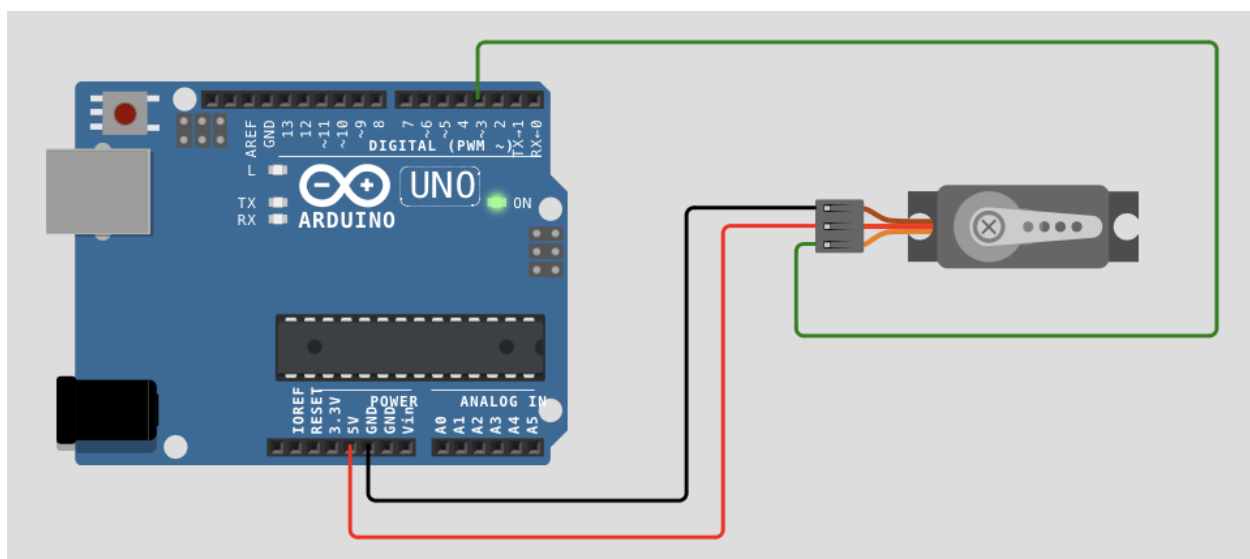 AREF
GND
13
12
~11
~10
~9
8
7
~6
~5
4
~3
2
TX→1
RX←0
DIGITAL (PWM ~)
L
TX
RX
UNO
ON
ARDUINO
POWER
ANALOG IN
IOREF
RESET
3.3V
5V
GND
GND
Vin
A0
A1
A2
A3
A4
A5